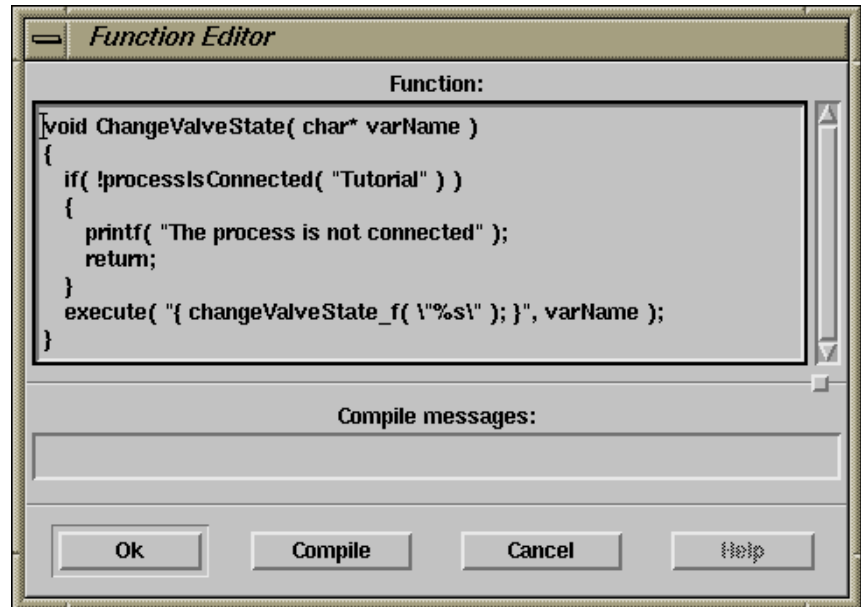 Function Editor
Function:
void ChangeValveState( char* varName )
{
if( !processIsConnected( "Tutorial" ) )
{
printf( "The process is not connected" );
return;
}
execute( "{ changeValveState_f( \"%s\" ); }", varName );
}
Compile messages:
Ok Compile Cancel Help